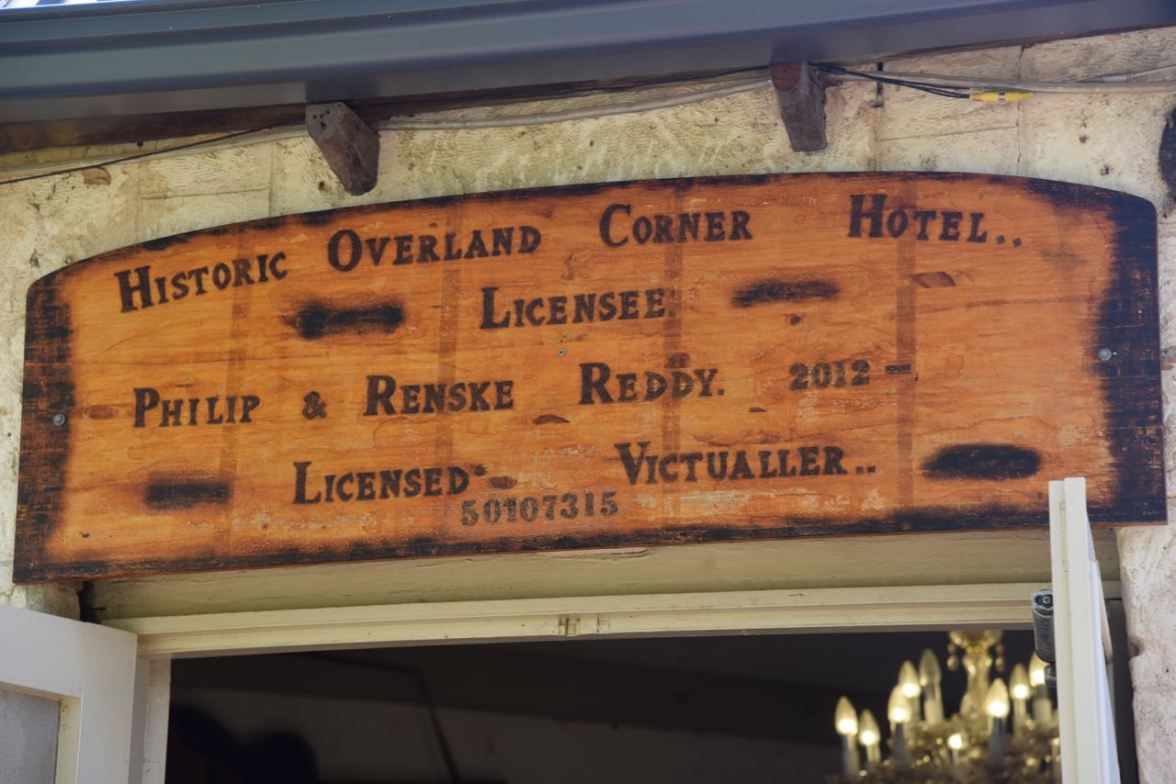 Historic Overland Corner Hotel..
Licensee.
Philip & Renske Reddy. 2012 –
Licensed Victualler..
50107315